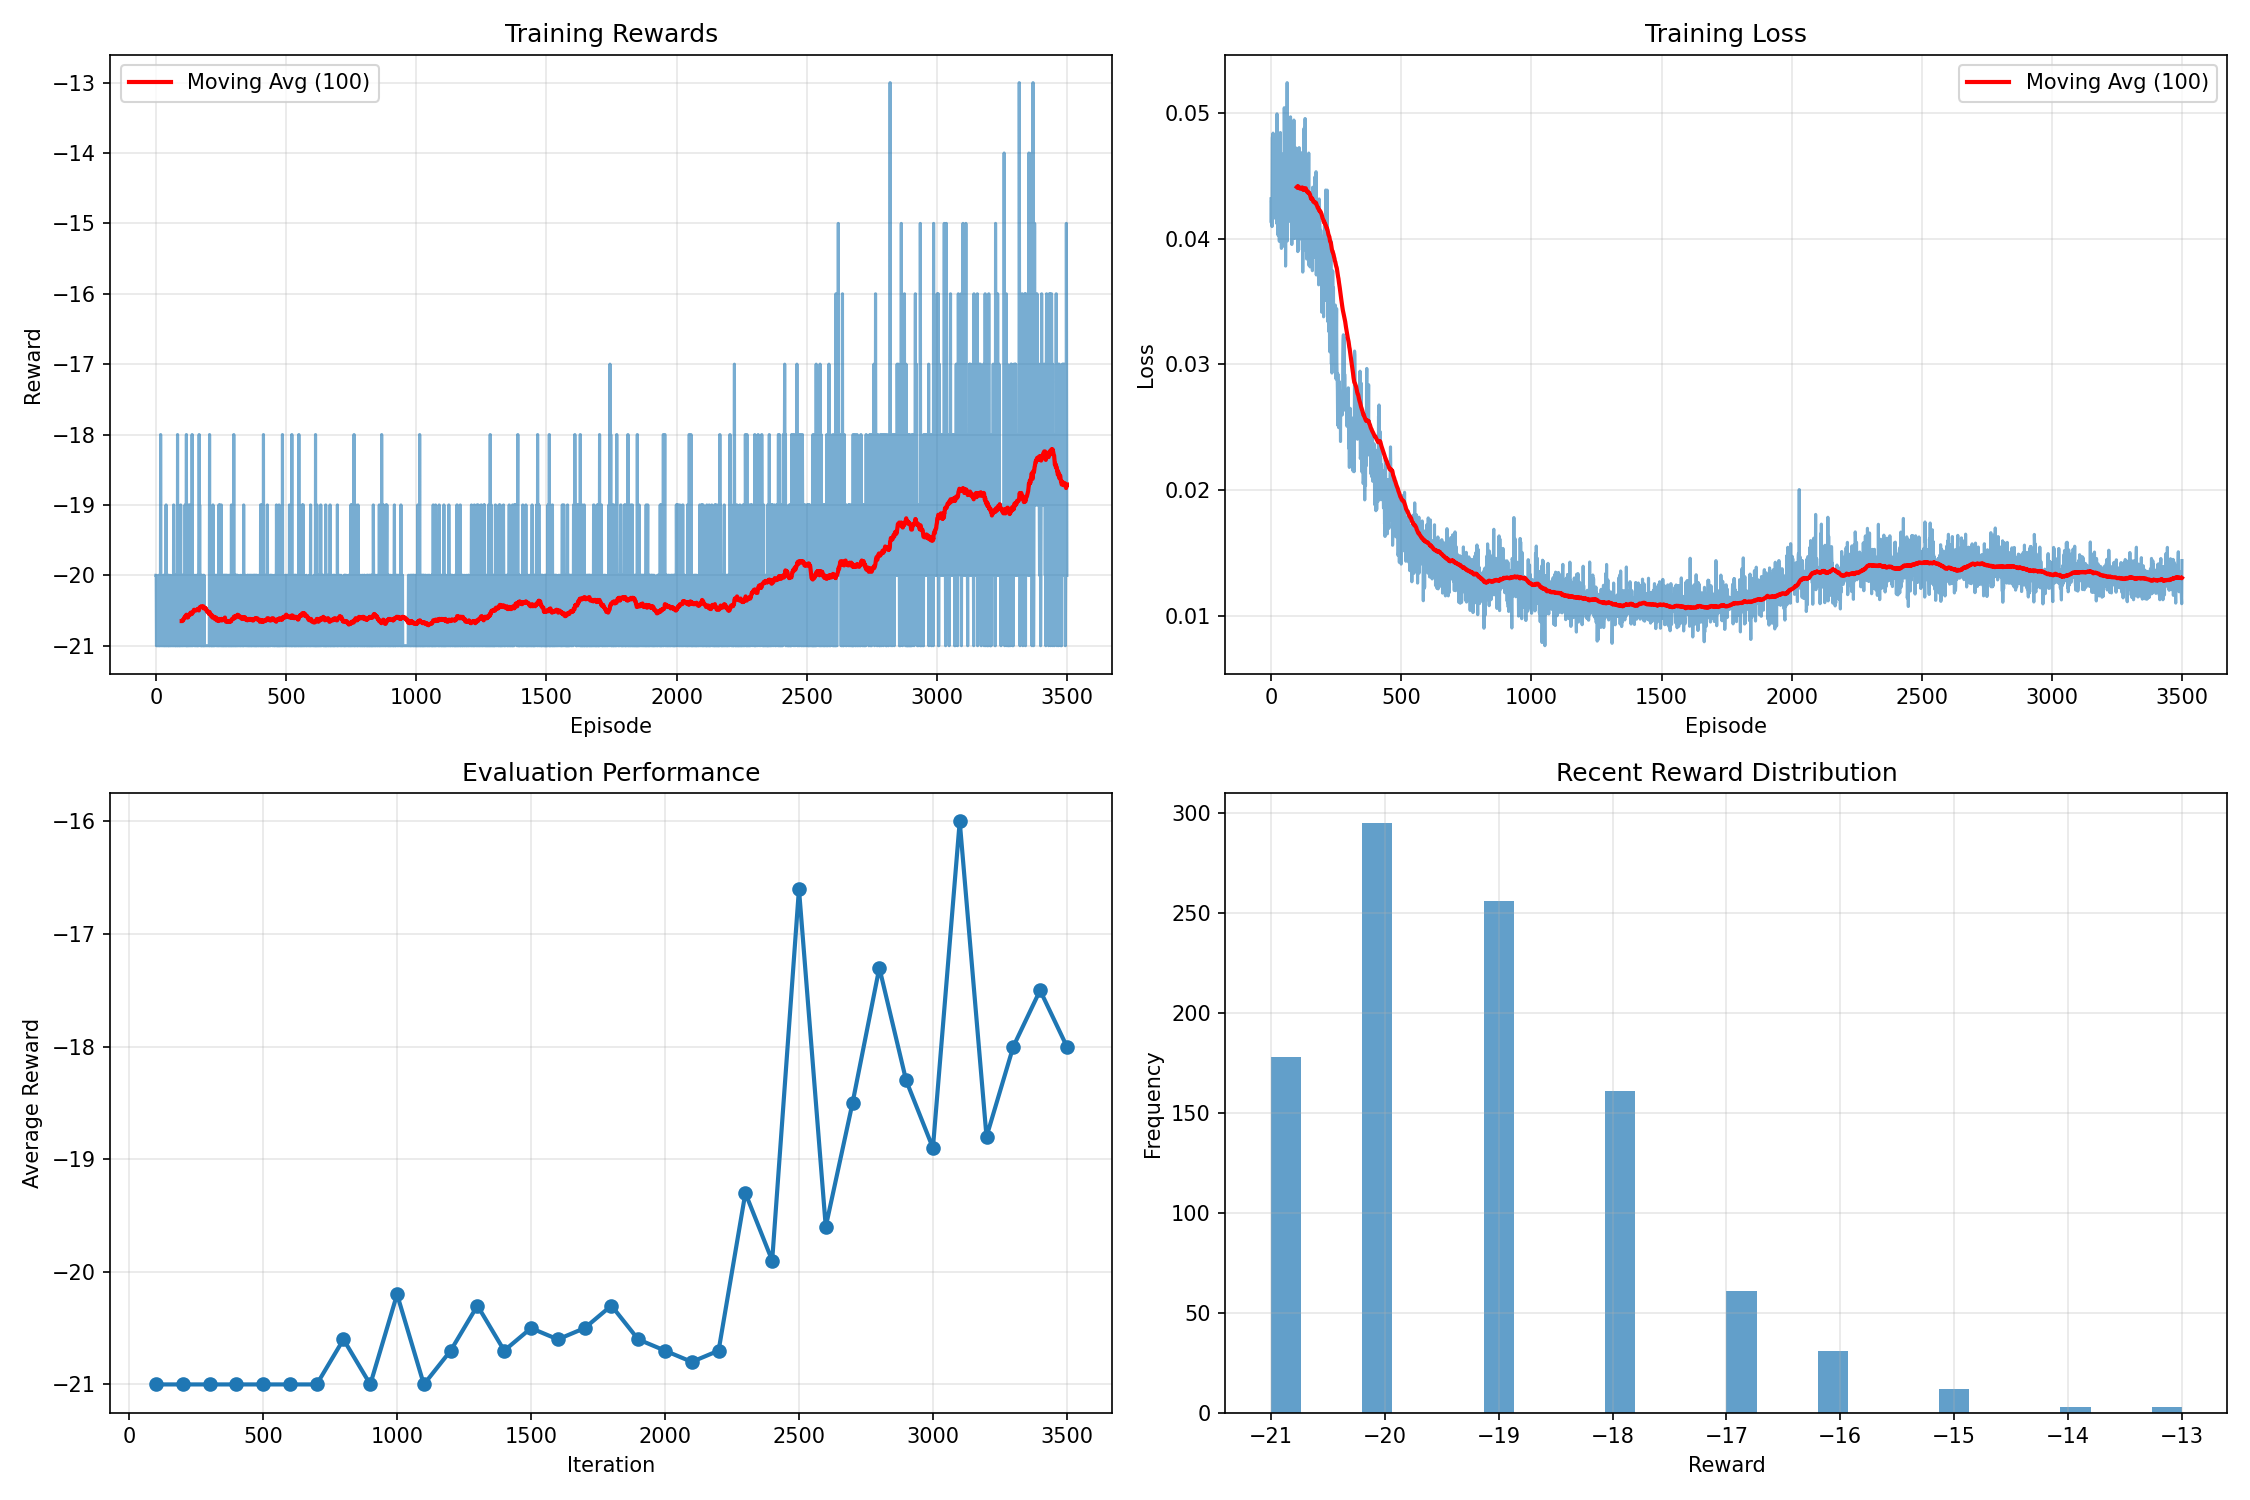 Training Rewards
Moving Avg (100)
−13
−14
−15
−16
−17
−18
−19
−20
−21
Reward
0 500 1000 1500 2000 2500 3000 3500
Episode
Training Loss
Moving Avg (100)
0.05
0.04
0.03
0.02
0.01
Loss
0 500 1000 1500 2000 2500 3000 3500
Episode
Evaluation Performance
−16
−17
−18
−19
−20
−21
Average Reward
0 500 1000 1500 2000 2500 3000 3500
Iteration
Recent Reward Distribution
300
250
200
150
100
50
0
Frequency
−21 −20 −19 −18 −17 −16 −15 −14 −13
Reward